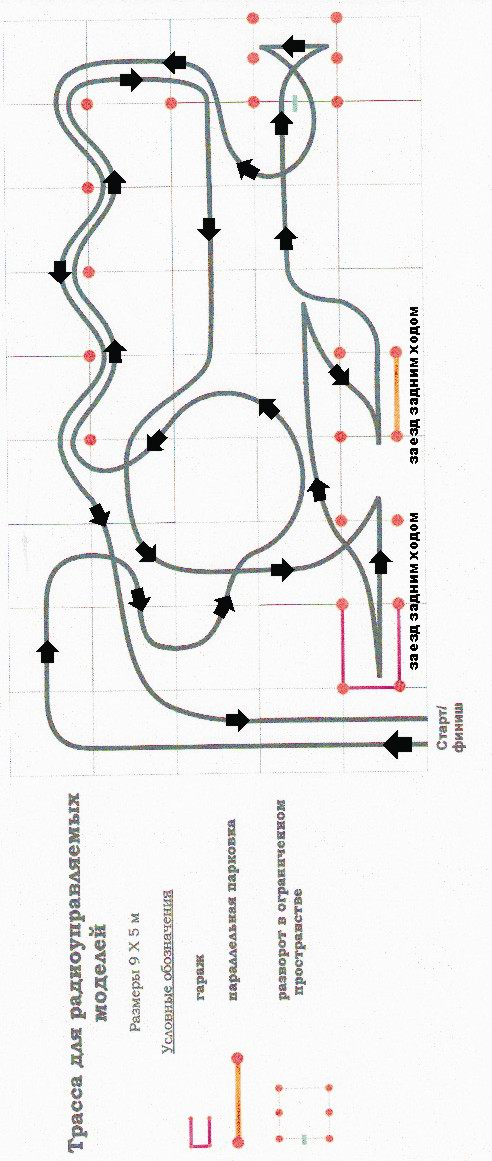 Трасса для радиоуправляемых
моделей
Размеры 9 Х 5 м
Условные обозначения
гараж
параллельная парковка
разворот в ограниченном
пространстве
Старт/
финиш
заезд задним ходом
заезд задним ходом